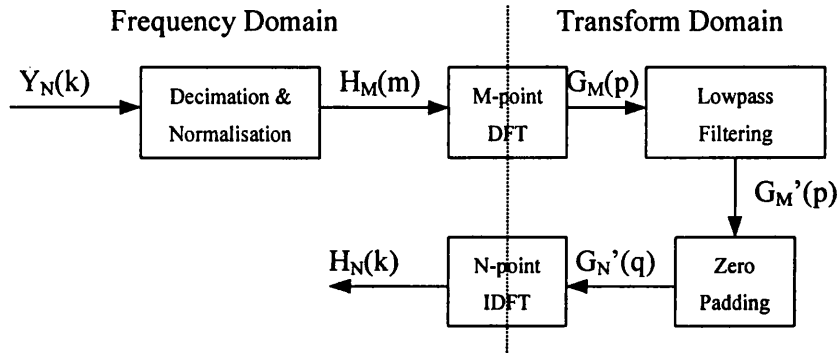 Frequency Domain
Transform Domain
Y_N(k)
Decimation &
Normalisation
H_M(m)
M-point
DFT
G_M(p)
Lowpass
Filtering
G_M'(p)
H_N(k)
N-point
IDFT
G_N'(q)
Zero
Padding